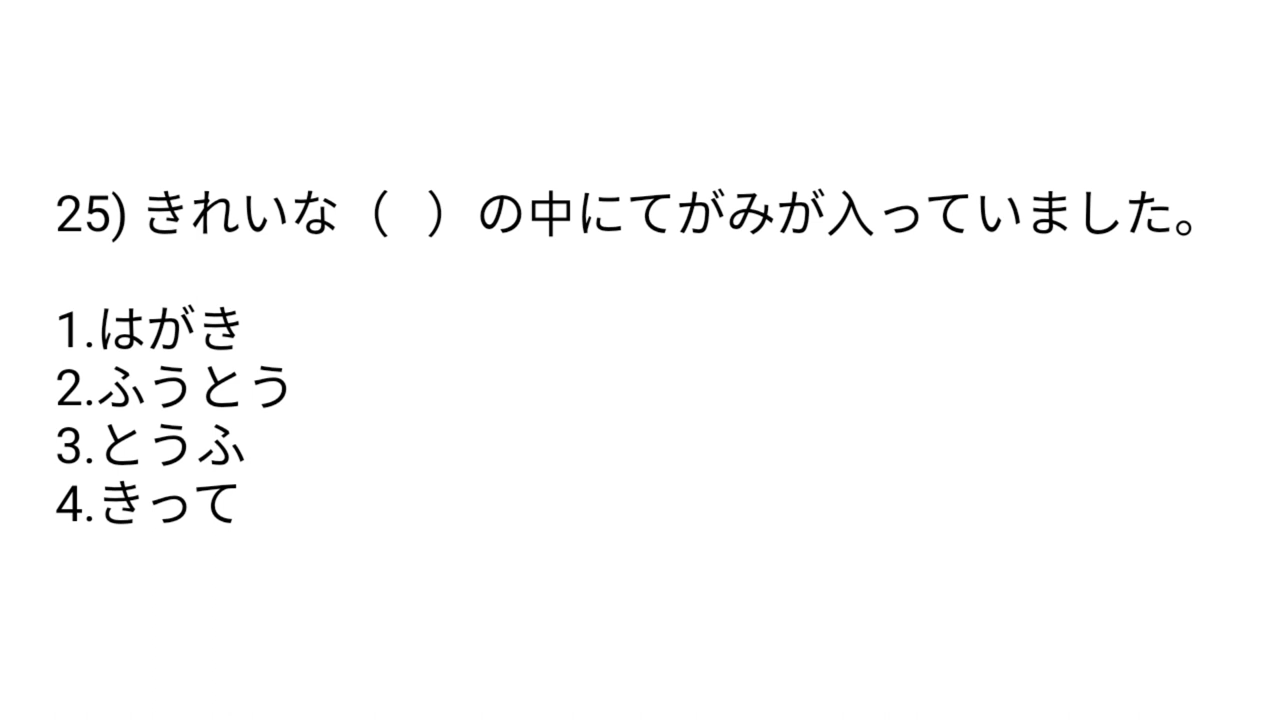 25) きれいな（　）の中にてがみが入っていました。
1.はがき
2.ふうとう
3.とうふ
4.きって